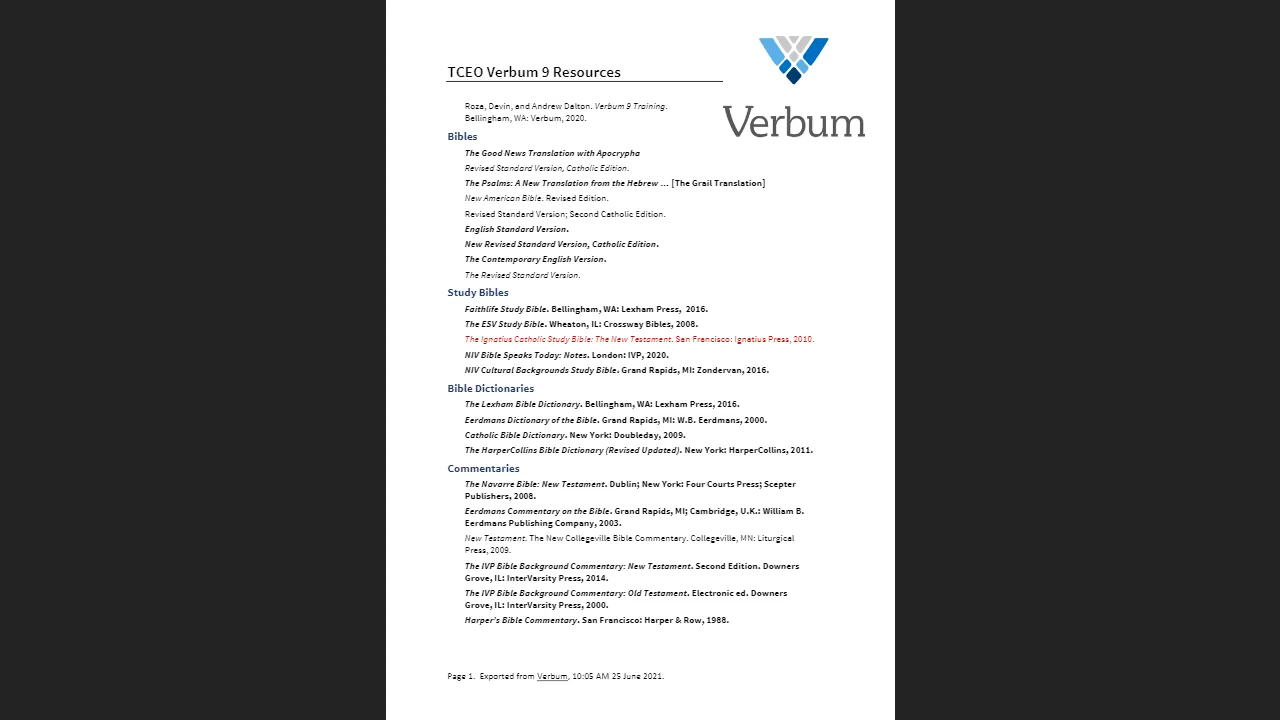 TCEO Verbum 9 Resources
Verbum
Roza, Devin, and Andrew Dalton. Verbum 9 Training.
Bellingham, WA: Verbum, 2020.
Bibles
The Good News Translation with Apocrypha
Revised Standard Version, Catholic Edition.
The Psalms: A New Translation from the Hebrew ... [The Grail Translation]
New American Bible. Revised Edition.
Revised Standard Version; Second Catholic Edition.
English Standard Version.
New Revised Standard Version, Catholic Edition.
The Contemporary English Version.
The Revised Standard Version.
Study Bibles
Faithlife Study Bible. Bellingham, WA: Lexham Press, 2016.
The ESV Study Bible. Wheaton, IL: Crossway Bibles, 2008.
The Ignatius Catholic Study Bible: The New Testament. San Francisco: Ignatius Press, 2010.
NIV Bible Speaks Today: Notes. London: IVP, 2020.
NIV Cultural Backgrounds Study Bible. Grand Rapids, MI: Zondervan, 2016.
Bible Dictionaries
The Lexham Bible Dictionary. Bellingham, WA: Lexham Press, 2016.
Eerdmans Dictionary of the Bible. Grand Rapids, MI: W.B. Eerdmans, 2000.
Catholic Bible Dictionary. New York: Doubleday, 2009.
The HarperCollins Bible Dictionary (Revised Updated). New York: HarperCollins, 2011.
Commentaries
The Navarre Bible: New Testament. Dublin; New York: Four Courts Press; Scepter
Publishers, 2008.
Eerdmans Commentary on the Bible. Grand Rapids, MI; Cambridge, U.K.: William B.
Eerdmans Publishing Company, 2003.
New Testament. The New Collegeville Bible Commentary. Collegeville, MN: Liturgical
Press, 2009.
The IVP Bible Background Commentary: New Testament. Second Edition. Downers
Grove, IL: InterVarsity Press, 2014.
The IVP Bible Background Commentary: Old Testament. Electronic ed. Downers
Grove, IL: InterVarsity Press, 2000.
Harper's Bible Commentary. San Francisco: Harper & Row, 1988.
Page 1. Exported from Verbum, 10:05 AM 25 June 2021.